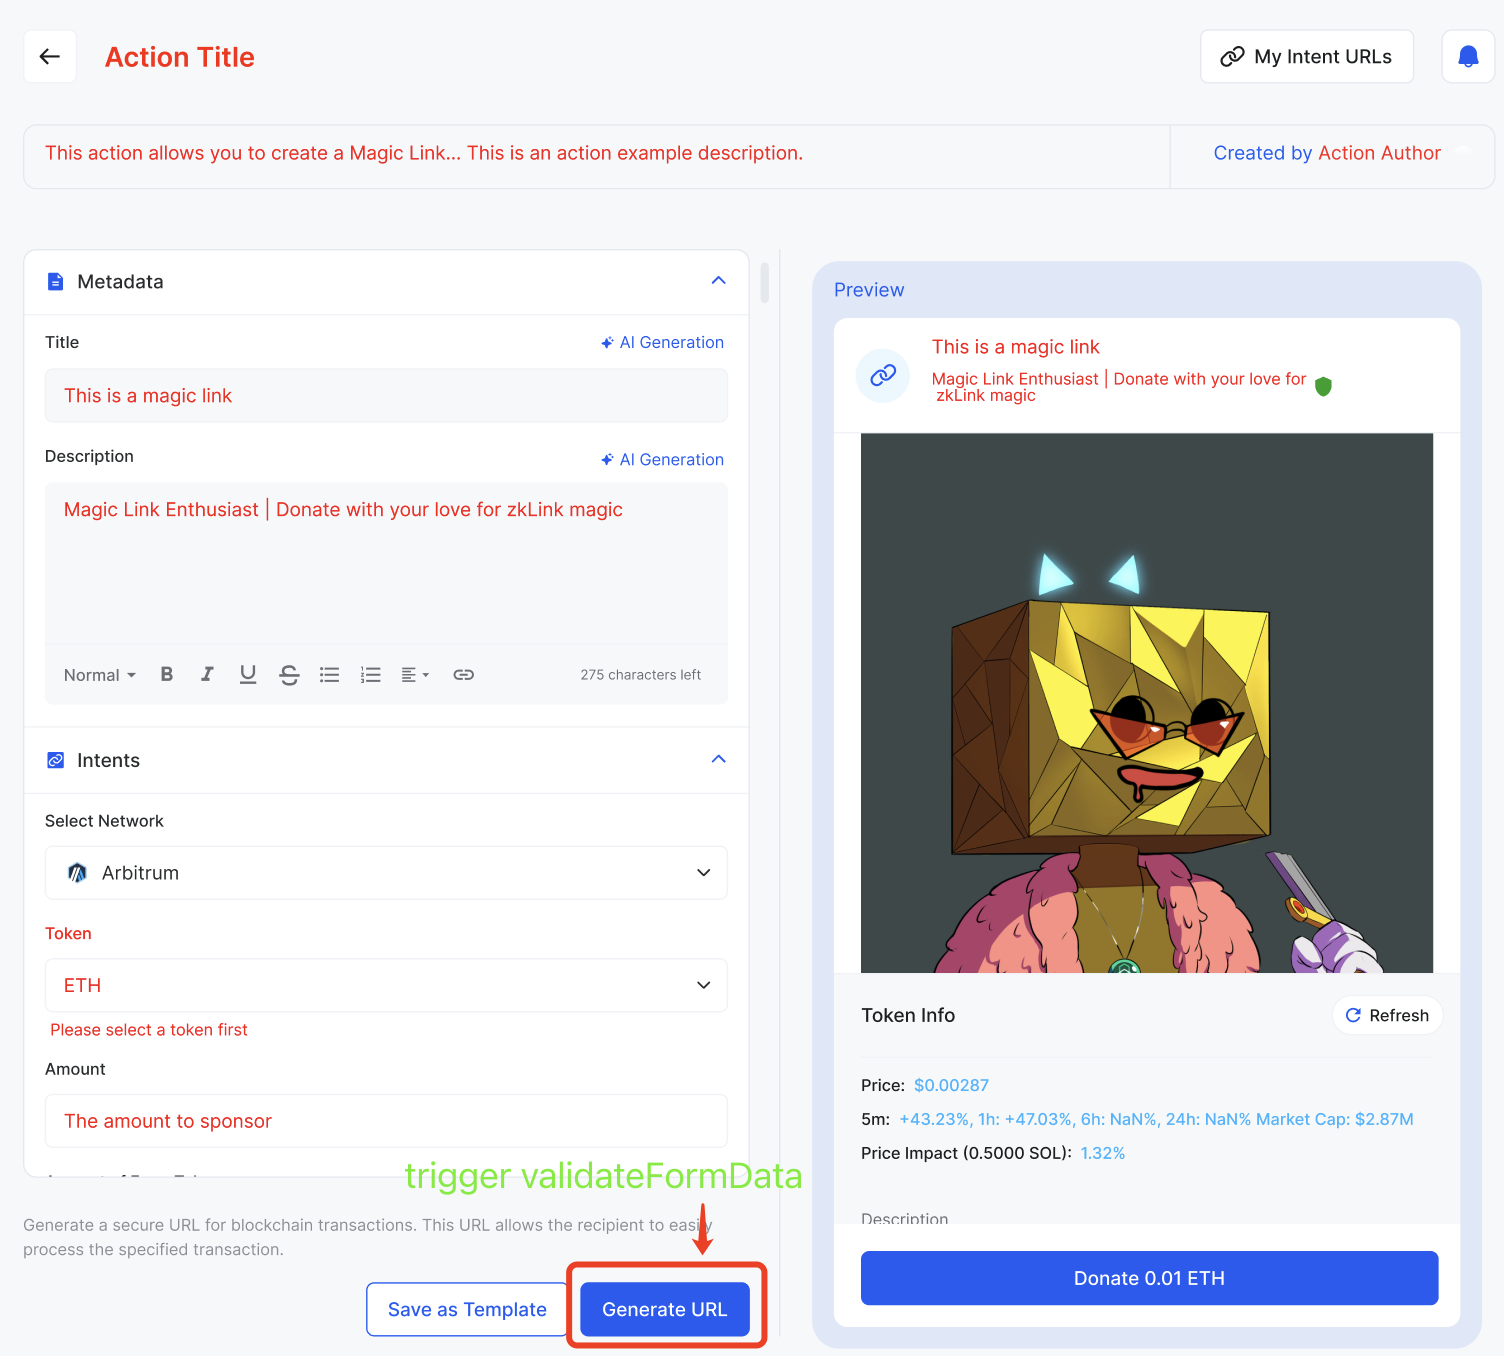 Action Title
My Intent URLs
This action allows you to create a Magic Link... This is an action example description.
Created by Action Author
Metadata
Title
AI Generation
This is a magic link
Description
AI Generation
Magic Link Enthusiast | Donate with your love for zkLink magic
Normal
B
I
U
S
275 characters left
Intents
Select Network
Arbitrum
Token
ETH
Please select a token first
Amount
The amount to sponsor
trigger validateFormData
Generate a secure URL for blockchain transactions. This URL allows the recipient to easily
process the specified transaction.
Save as Template
Generate URL
Preview
This is a magic link
Magic Link Enthusiast | Donate with your love for
zkLink magic
Token Info
Refresh
Price: $0.00287
5m: +43.23%, 1h: +47.03%, 6h: NaN%, 24h: NaN% Market Cap: $2.87M
Price Impact (0.5000 SOL): 1.32%
Description
Donate 0.01 ETH